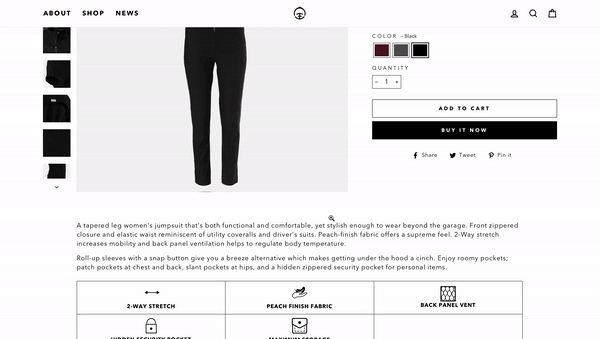 ABOUT SHOP NEWS
COLOR —Black
QUANTITY
− 1 +
ADD TO CART
BUY IT NOW
Share Tweet Pin it
A tapered leg women's jumpsuit that's both functional and comfortable, yet stylish enough to wear beyond the garage. Front zippered
closure and elastic waist reminiscent of utility coveralls and driver's suits. Peach-finish fabric offers a supreme feel. 2-Way stretch
increases mobility and back panel ventilation helps to regulate body temperature.
Roll-up sleeves with a snap button give you a breeze alternative which makes getting under the hood a cinch. Enjoy roomy pockets;
patch pockets at chest and back, slant pockets at hips, and a hidden zippered security pocket for personal items.
2-WAY STRETCH PEACH FINISH FABRIC BACK PANEL VENT
HIDDEN SECURITY POCKET MAXIMUM STORAGE